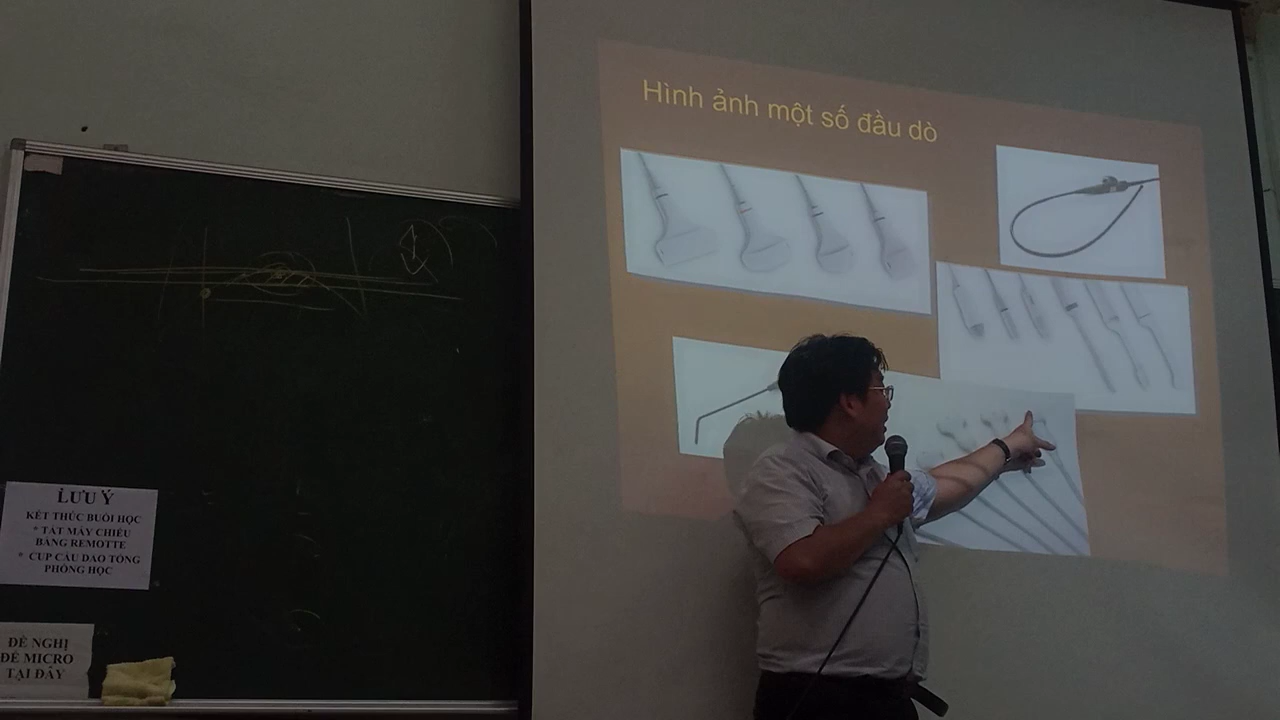 Hình ảnh một số đầu dò
LƯU Ý
KẾT THÚC BUỔI HỌC
* TẮT MÁY CHIẾU
BẰNG REMOTTE
* CÚP CẦU DAO TỔNG
PHÒNG HỌC
ĐỀ NGHỊ
ĐỂ MICRO
TẠI ĐÂY